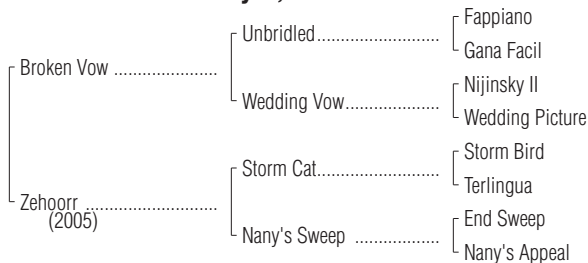 Fappiano
Unbridled..................
Gana Facil
Broken Vow .....................
Nijinsky II
Wedding Vow...................
Wedding Picture
Storm Bird
Storm Cat.......................
Terlingua
Zehoorr ..........................
(2005)
End Sweep
Nany's Sweep .................
Nany's Appeal